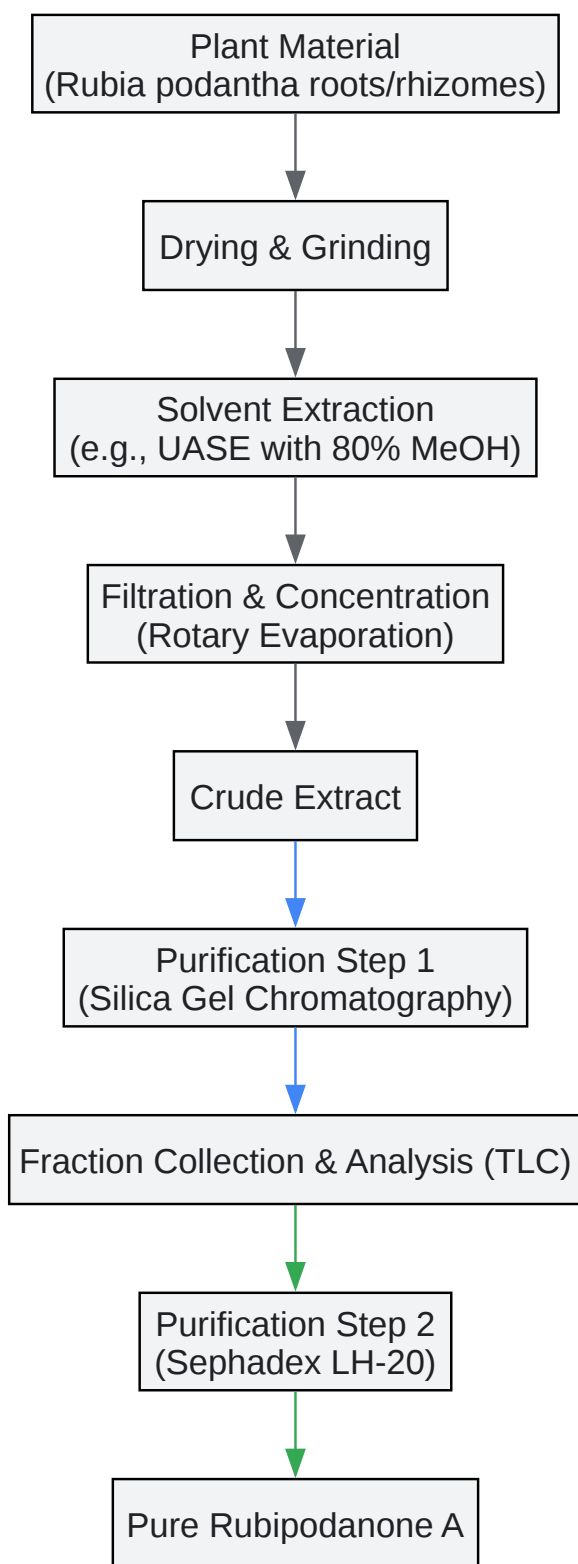 Plant Material
(Rubia podantha roots/rhizomes)
Drying & Grinding
Solvent Extraction
(e.g., UASE with 80% MeOH)
Filtration & Concentration
(Rotary Evaporation)
Crude Extract
Purification Step 1
(Silica Gel Chromatography)
Fraction Collection & Analysis (TLC)
Purification Step 2
(Sephadex LH-20)
Pure Rubipodanone A